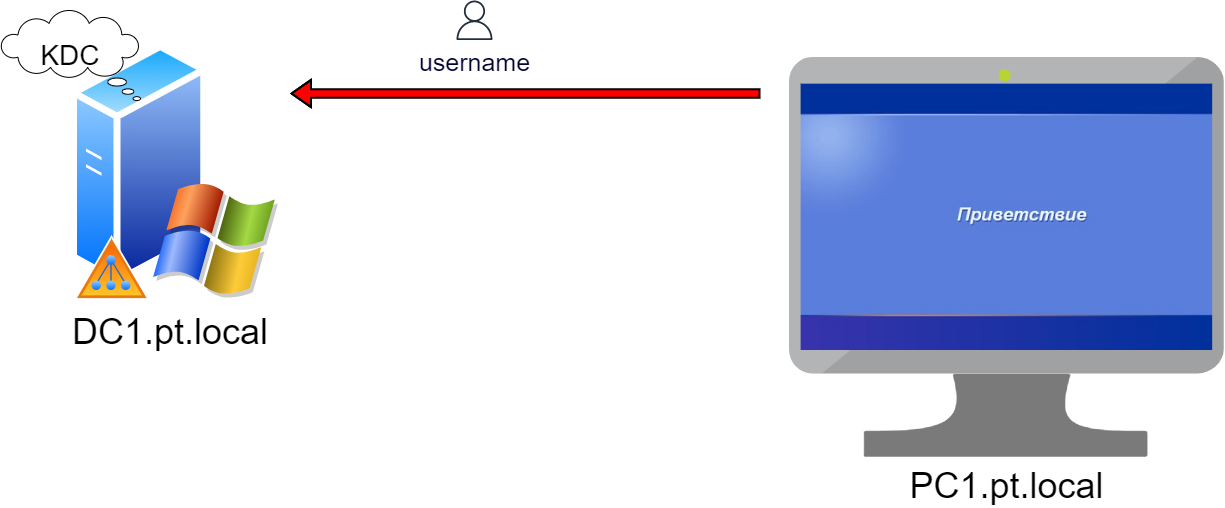 KDC
username
Приветствие
DC1.pt.local
PC1.pt.local